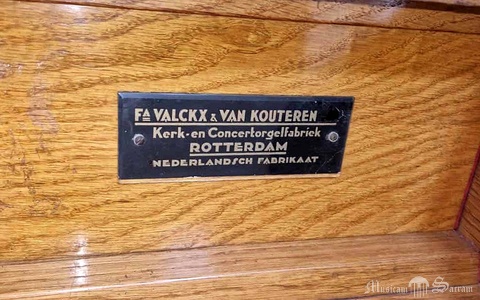 FA VALCKX & VAN KOUTEREN
Kerk-en Concertorgelfabriek
ROTTERDAM
NEDERLANDSCH FABRIKAAT
Musicam Sacram